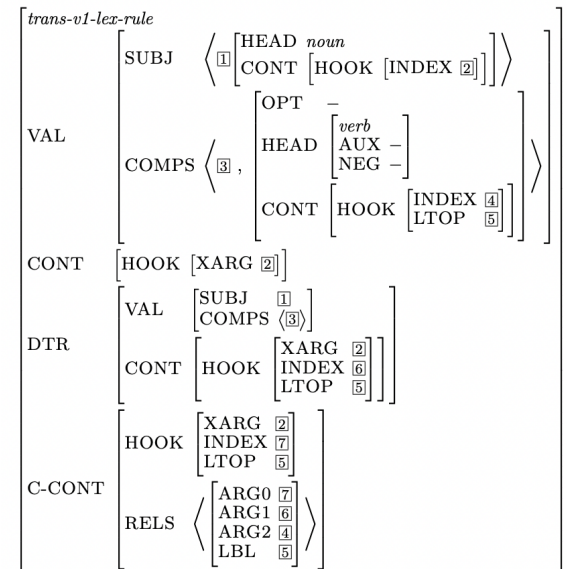 trans-v1-lex-rule
SUBJ ⟨ 1 [HEAD noun
CONT [HOOK [INDEX 2]]] ⟩
VAL
OPT −
HEAD [verb
AUX −
NEG −]
COMPS ⟨ 3 ,
CONT [HOOK [INDEX 4
LTOP 5]] ⟩
CONT [HOOK [XARG 2]]
DTR
VAL [SUBJ 1
COMPS ⟨3⟩]
CONT [HOOK [XARG 2
INDEX 6
LTOP 5]]
C-CONT
HOOK [XARG 2
INDEX 7
LTOP 5]
RELS ⟨ [ARG0 7
ARG1 6
ARG2 4
LBL 5] ⟩